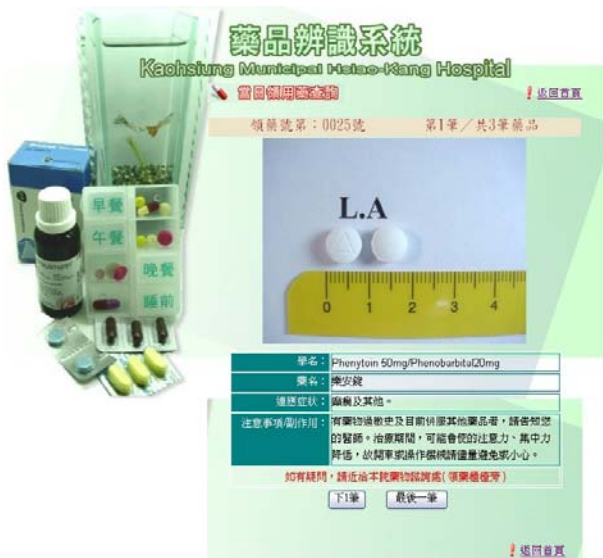 藥品辨識系統
Kaohsiung Municipal Hsiao-Kang Hospital
當日領用藥查詢
返回首頁
領藥號第：0025號 第1筆／共3筆藥品
L.A
0 1 2 3 4
早餐
午餐
晚餐
睡前
學名： Phenytoin 50mg/Phenobarbital20mg
藥名： 樂安錠
適應症狀： 癲癇及其他。
注意事項/副作用： 有藥物過敏史及目前併服其他藥品者，請告知您
的醫師。治療期間，可能會使的注意力、集中力
降低，故開車或操作機械請儘量避免或小心。
如有疑問，請近洽本院藥物諮詢處(領藥櫃檯旁)
下1筆 最後一筆
返回首頁